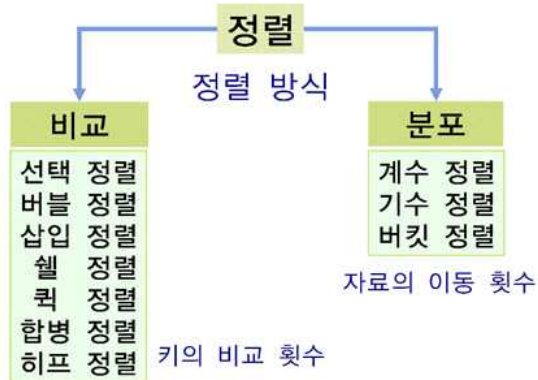 정렬
정렬 방식
비교
선택 정렬
버블 정렬
삽입 정렬
쉘 정렬
퀵 정렬
합병 정렬
히프 정렬
키의 비교 횟수
분포
계수 정렬
기수 정렬
버킷 정렬
자료의 이동 횟수